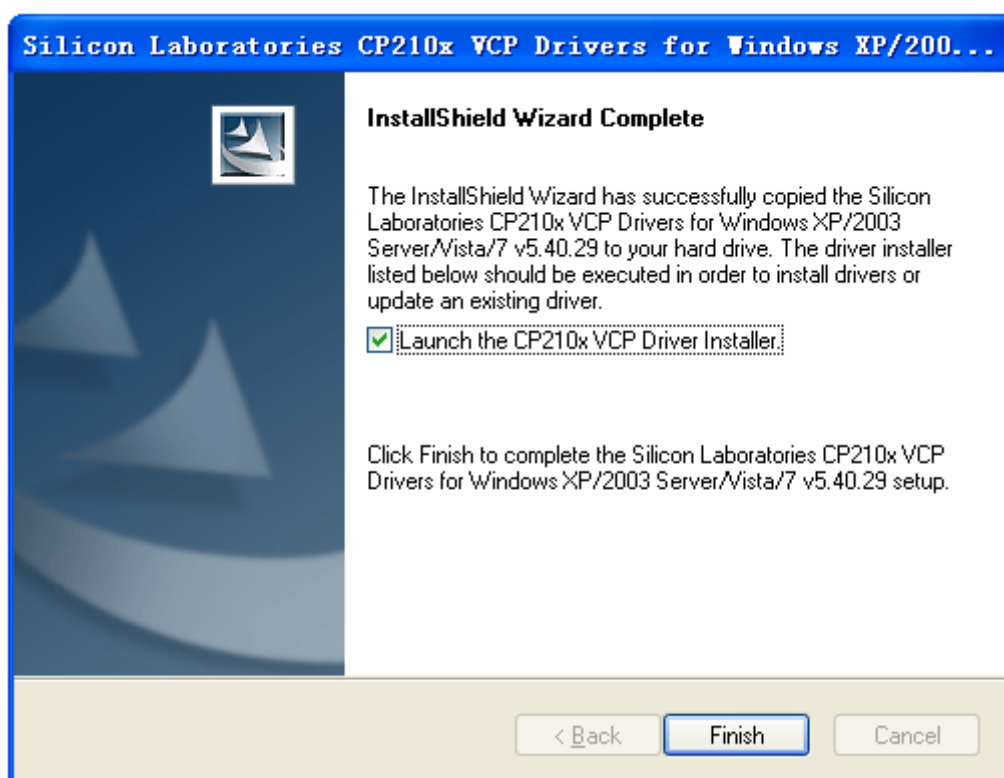 Silicon Laboratories CP210x VCP Drivers for Windows XP/200...
InstallShield Wizard Complete
The InstallShield Wizard has successfully copied the Silicon
Laboratories CP210x VCP Drivers for Windows XP/2003
Server/Vista/7 v5.40.29 to your hard drive. The driver installer
listed below should be executed in order to install drivers or
update an existing driver.
Launch the CP210x VCP Driver Installer.
Click Finish to complete the Silicon Laboratories CP210x VCP
Drivers for Windows XP/2003 Server/Vista/7 v5.40.29 setup.
< Back
Finish
Cancel